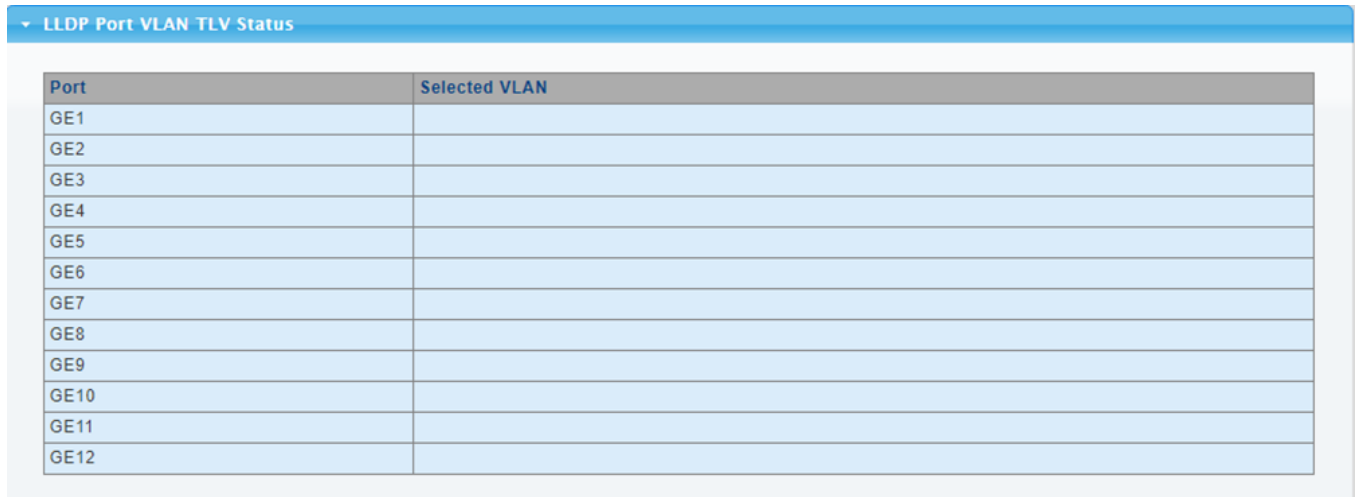 LLDP Port VLAN TLV Status
Port Selected VLAN
GE1
GE2
GE3
GE4
GE5
GE6
GE7
GE8
GE9
GE10
GE11
GE12